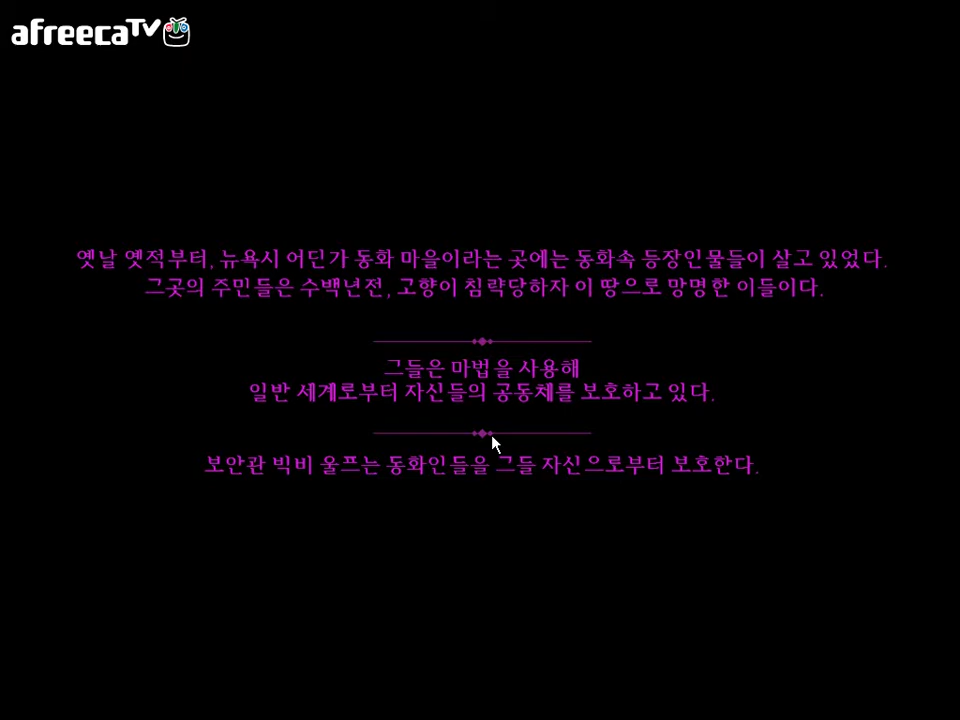 afreecaTV
옛날 옛적부터, 뉴욕시 어딘가 동화 마을이라는 곳에는 동화속 등장인물들이 살고 있었다.
그곳의 주민들은 수백년전, 고향이 침략당하자 이 땅으로 망명한 이들이다.
그들은 마법을 사용해
일반 세계로부터 자신들의 공동체를 보호하고 있다.
보안관 빅비 울프는 동화인들을 그들 자신으로부터 보호한다.